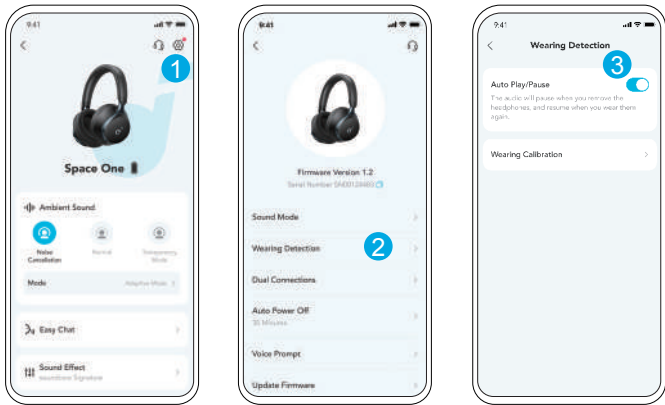 9:41
1
Space One
Ambient Sound
Noise
Cancellation
Normal
Transparency
Mode
Mode
Adaptive Mode
Easy Chat
Sound Effect
soundcore Signature
9:41
Firmware Version 1.2
Sound Mode
Wearing Detection
2
Dual Connections
Auto Power Off
30 Minutes
Voice Prompt
Update Firmware
9:41
Wearing Detection
3
Auto Play/Pause
The audio will pause when you remove the
headphones, and resume when you wear them
again.
Wearing Calibration